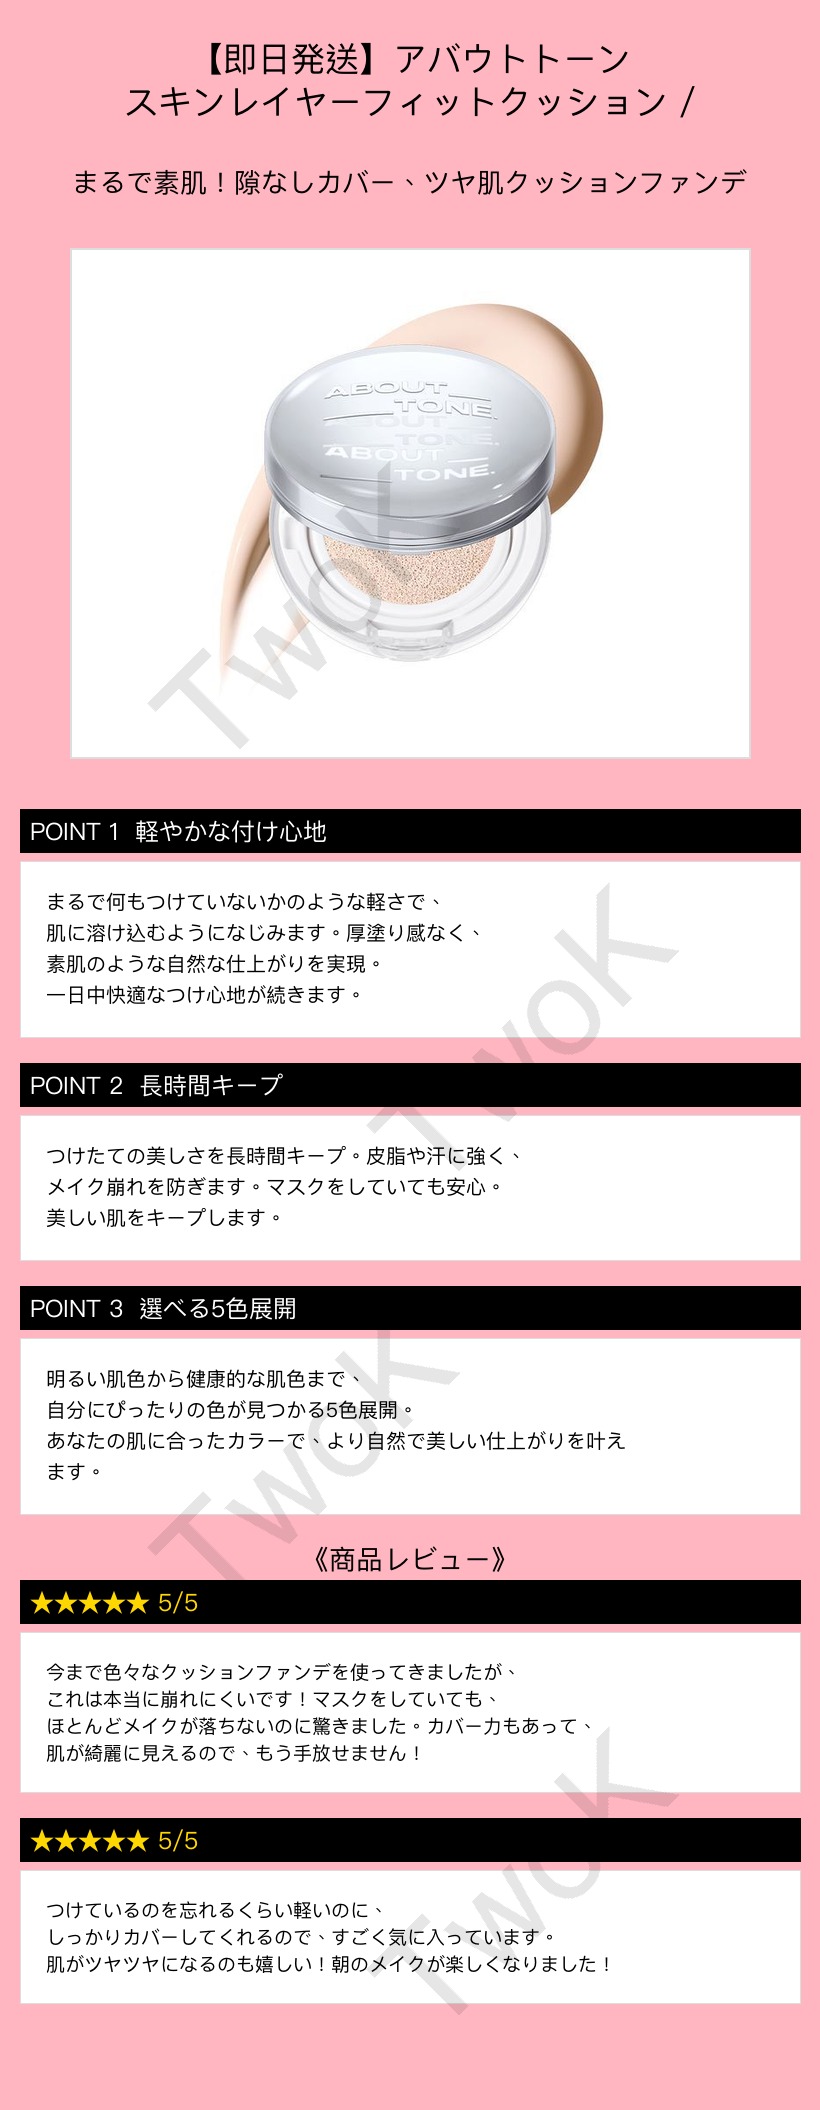 【即日発送】アバウトトーン
スキンレイヤーフィットクッション /
まるで素肌！隙なしカバー、ツヤ肌クッションファンデ
ABOUT
TONE.
ABOUT
TONE.
ABOUT
TONE.
TwoK
POINT 1 軽やかな付け心地
まるで何もつけていないかのような軽さで、
肌に溶け込むようになじみます。厚塗り感なく、
素肌のような自然な仕上がりを実現。
一日中快適なつけ心地が続きます。
TwoK
POINT 2 長時間キープ
つけたての美しさを長時間キープ。皮脂や汗に強く、
メイク崩れを防ぎます。マスクをしていても安心。
美しい肌をキープします。
POINT 3 選べる5色展開
明るい肌色から健康的な肌色まで、
自分にぴったりの色が見つかる5色展開。
あなたの肌に合ったカラーで、より自然で美しい仕上がりを叶え
ます。
TwoK
《商品レビュー》
★★★★★ 5/5
今まで色々なクッションファンデを使ってきましたが、
これは本当に崩れにくいです！マスクをしていても、
ほとんどメイクが落ちないのに驚きました。カバー力もあって、
肌が綺麗に見えるので、もう手放せません！
★★★★★ 5/5
つけているのを忘れるくらい軽いのに、
しっかりカバーしてくれるので、すごく気に入っています。
肌がツヤツヤになるのも嬉しい！朝のメイクが楽しくなりました！
TwoK